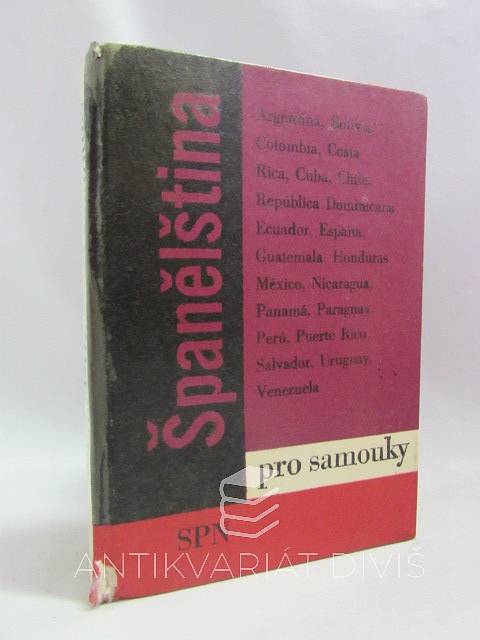 Španělština
Argentina, Bolivia,
Colombia, Costa
Rica, Cuba, Chile,
República Dominicana
Ecuador, España,
Guatemala, Honduras
México, Nicaragua,
Panamá, Paraguay,
Perú, Puerto Rico
Salvador, Uruguay,
Venezuela
pro samouky
SPN
ANTIKVARIÁT DIVIŠ